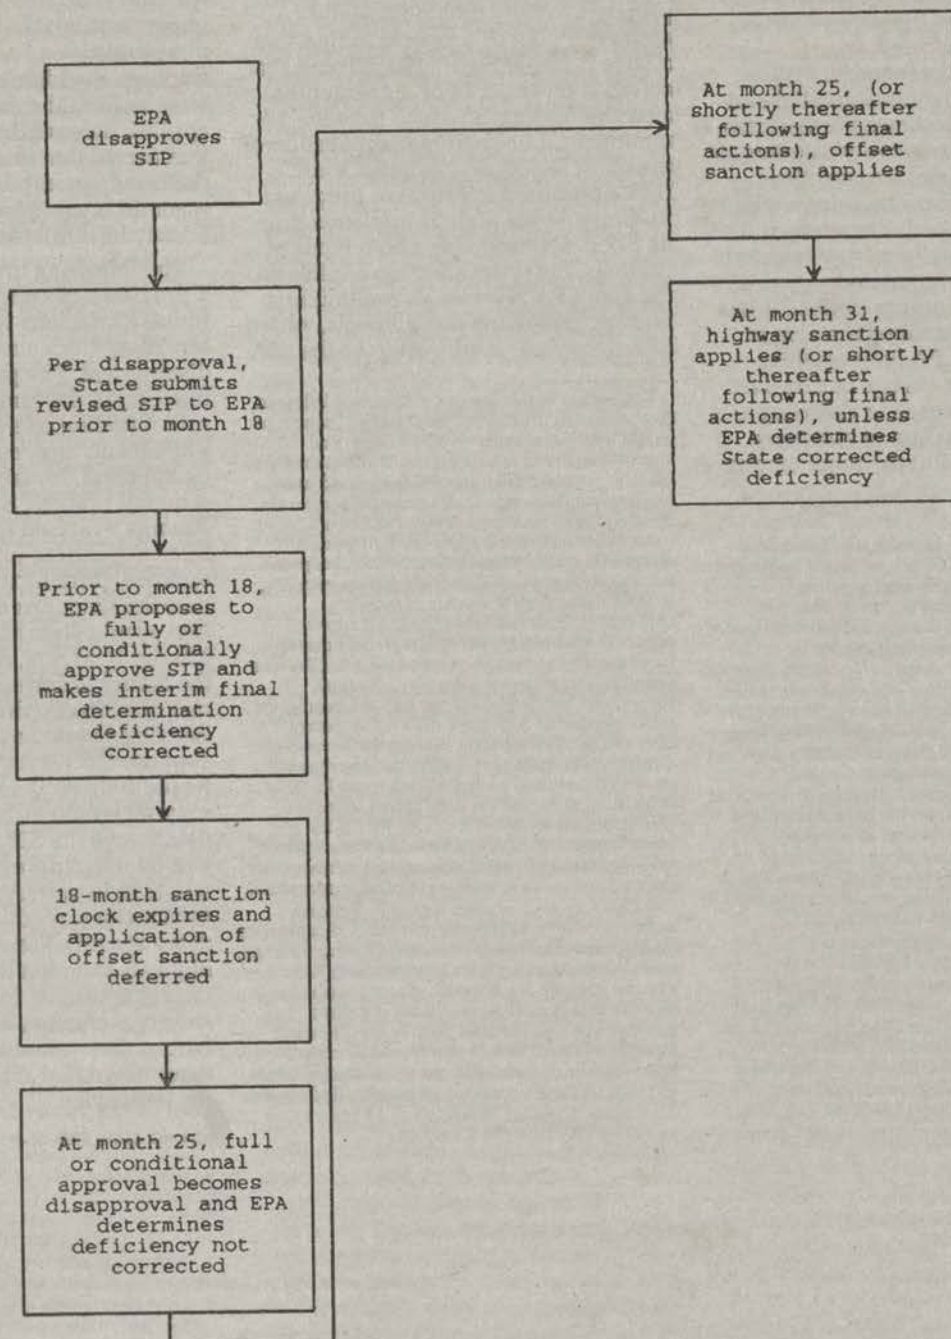 EPA
disapproves
SIP
Per disapproval,
State submits
revised SIP to EPA
prior to month 18
Prior to month 18,
EPA proposes to
fully or
conditionally
approve SIP and
makes interim final
determination
deficiency
corrected
18-month sanction
clock expires and
application of
offset sanction
deferred
At month 25, full
or conditional
approval becomes
disapproval and EPA
determines
deficiency not
corrected
At month 25, (or
shortly thereafter
following final
actions), offset
sanction applies
At month 31,
highway sanction
applies (or shortly
thereafter
following final
actions), unless
EPA determines
State corrected
deficiency